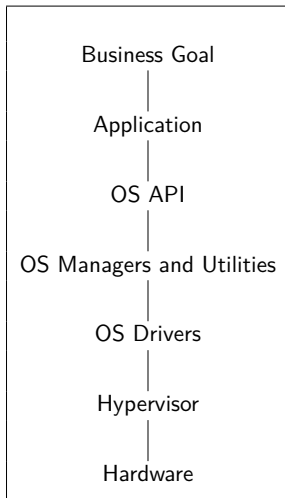 Business Goal
Application
OS API
OS Managers and Utilities
OS Drivers
Hypervisor
Hardware